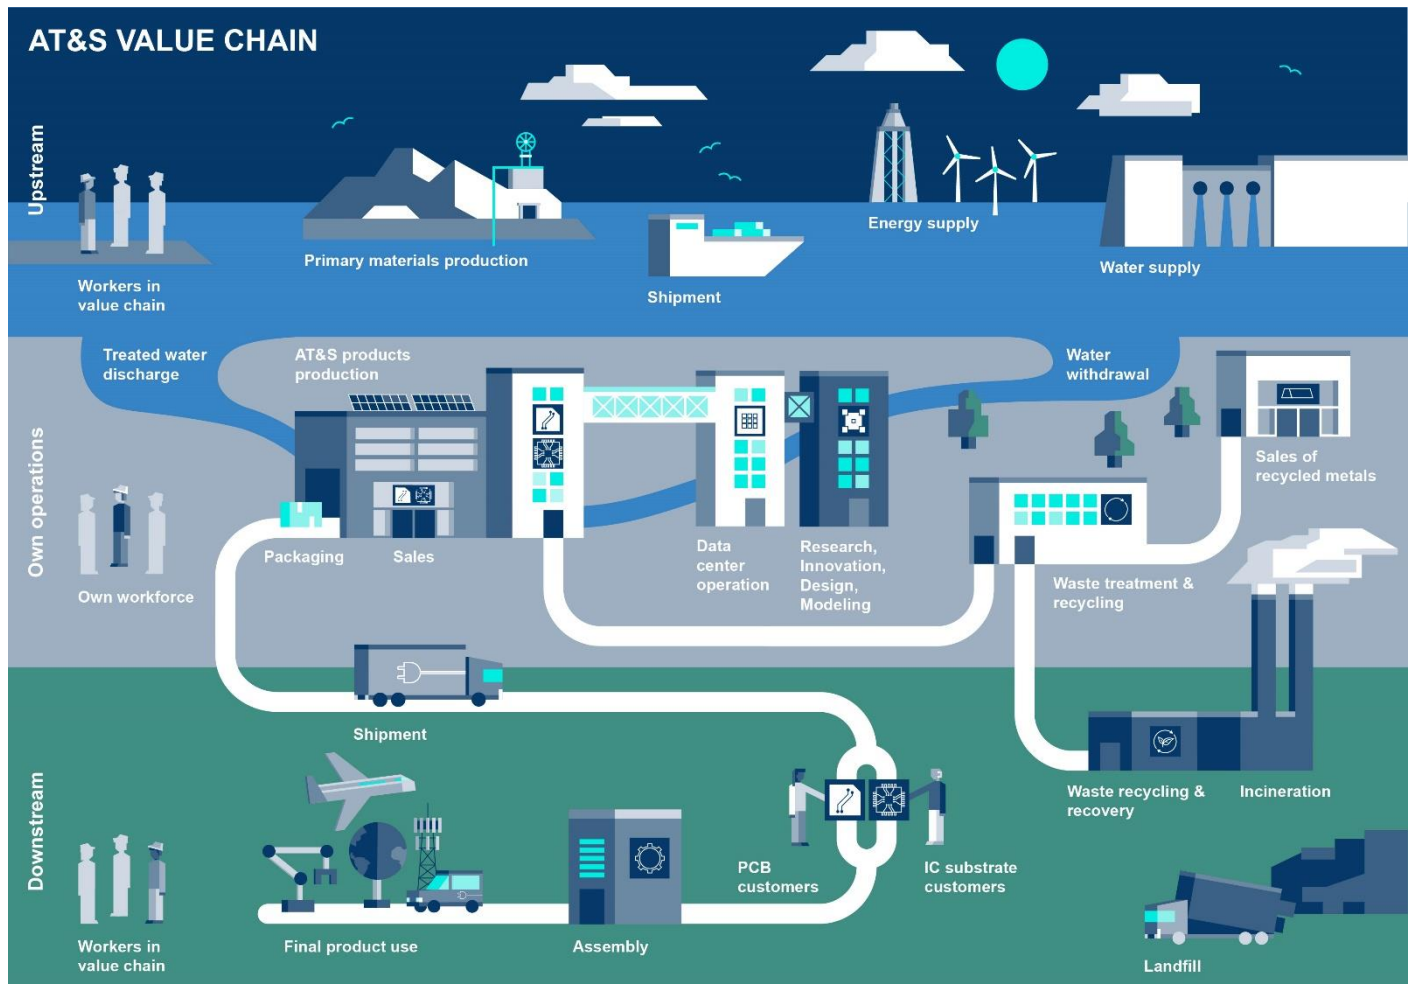 AT&S VALUE CHAIN
Upstream
Workers in
value chain
Primary materials production
Shipment
Energy supply
Water supply
Own operations
Treated water
discharge
AT&S products
production
Water
withdrawal
Sales of
recycled metals
Own workforce
Packaging
Sales
Data
center
operation
Research,
Innovation,
Design,
Modeling
Waste treatment &
recycling
Downstream
Shipment
Workers in
value chain
Final product use
Assembly
PCB
customers
IC substrate
customers
Waste recycling &
recovery
Incineration
Landfill